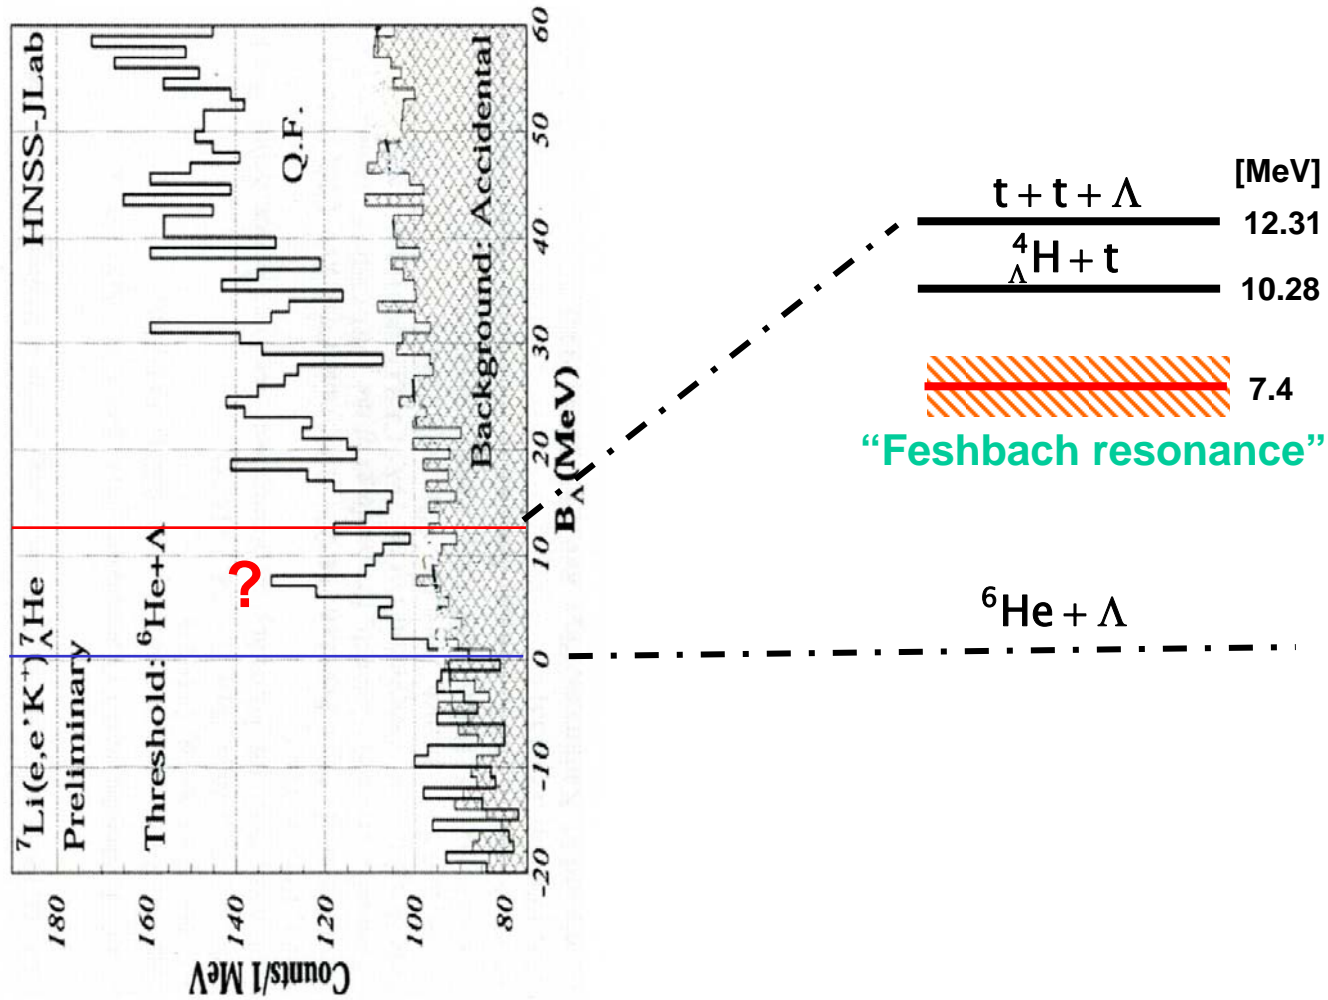 HNSS-JLab
⁷Li(e,e'K⁺)⁷ΛHe
Preliminary
Threshold: ⁶He+Λ
Q.F.
Background: Accidental
?
-20 -10 0 10 20 30 40 50 60
B_Λ (MeV)
180 160 140 120 100 80
Counts/1 MeV
[MeV]
t + t + Λ
12.31
⁴ΛH + t
10.28
7.4
“Feshbach resonance”
⁶He + Λ